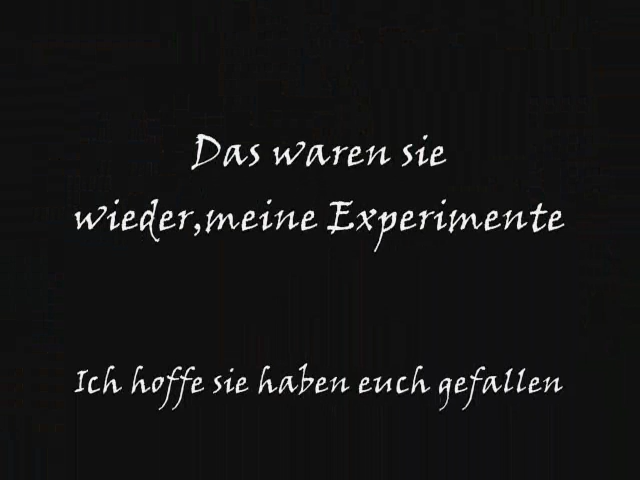 Das waren sie
wieder,meine Experimente
Ich hoffe sie haben euch gefallen